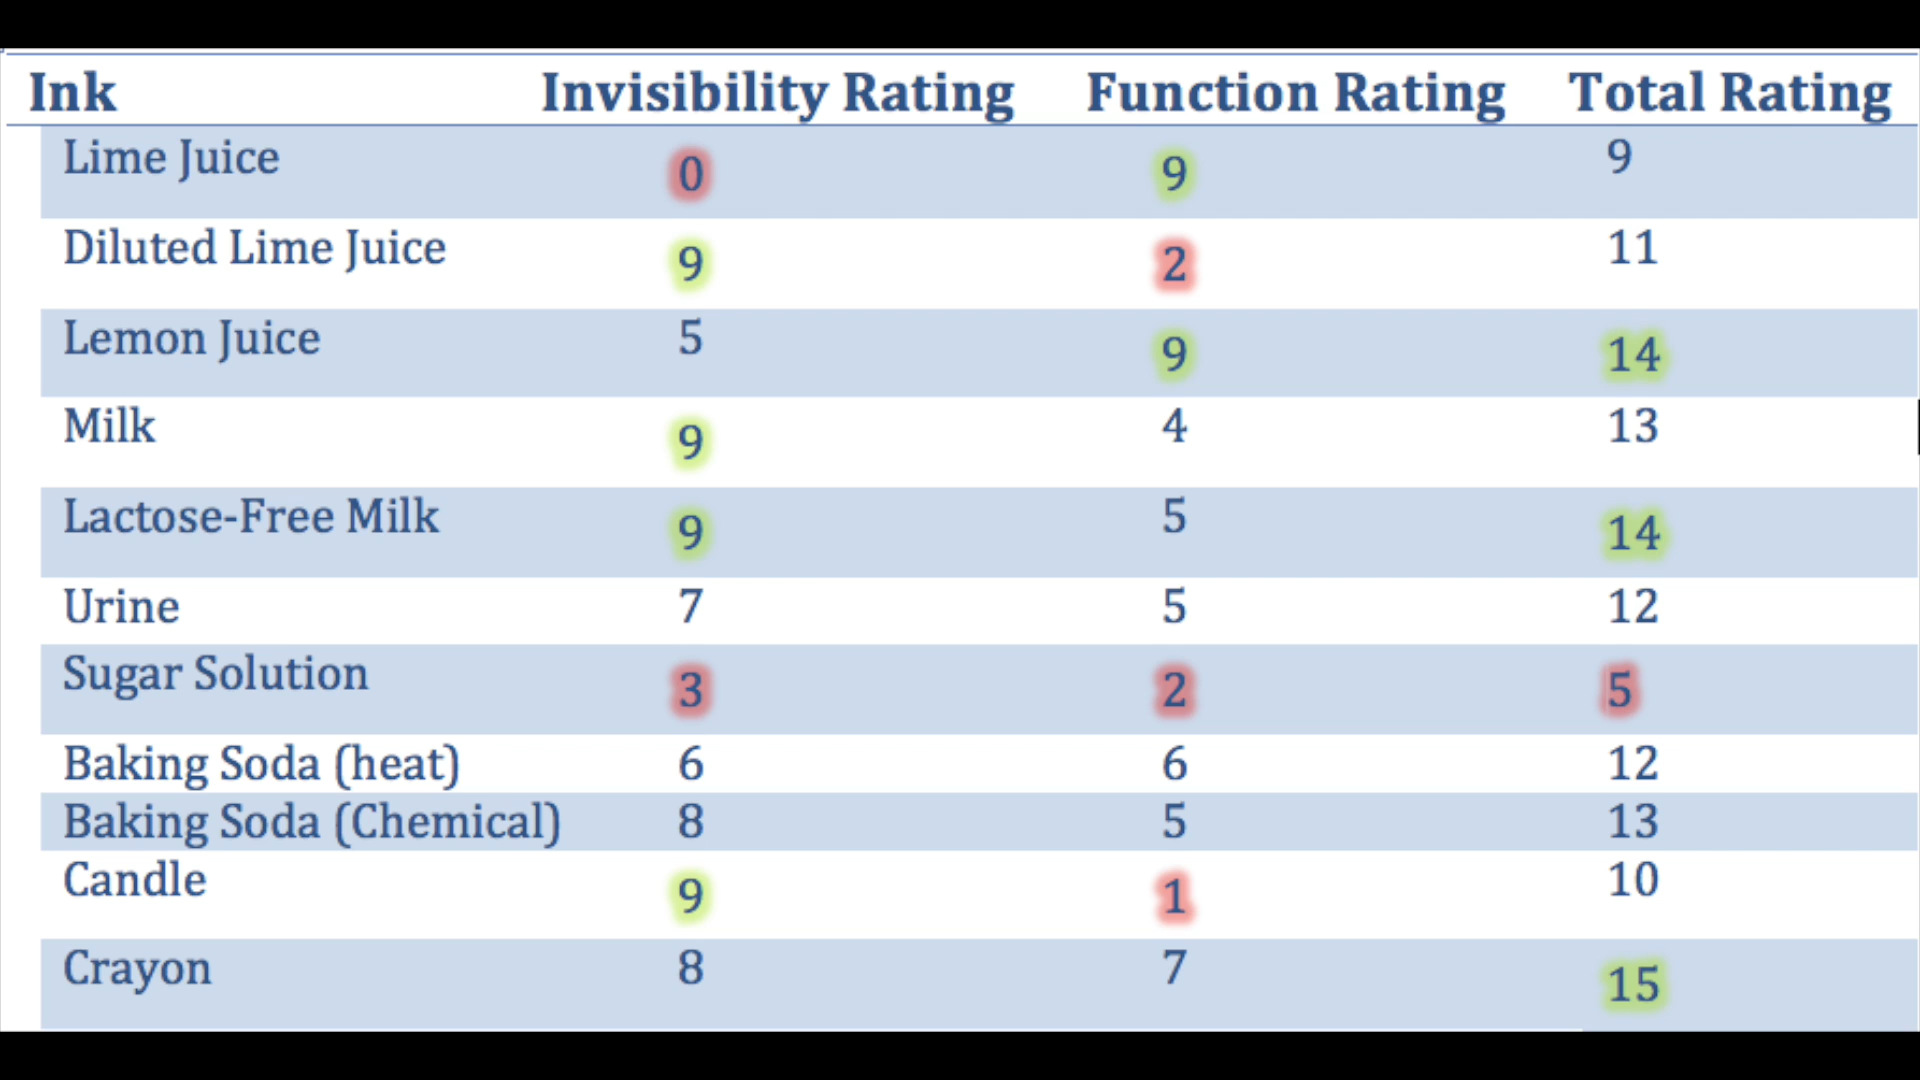 Ink Invisibility Rating Function Rating Total Rating
Lime Juice 0 9 9
Diluted Lime Juice 9 2 11
Lemon Juice 5 9 14
Milk 9 4 13
Lactose-Free Milk 9 5 14
Urine 7 5 12
Sugar Solution 3 2 5
Baking Soda (heat) 6 6 12
Baking Soda (Chemical) 8 5 13
Candle 9 1 10
Crayon 8 7 15